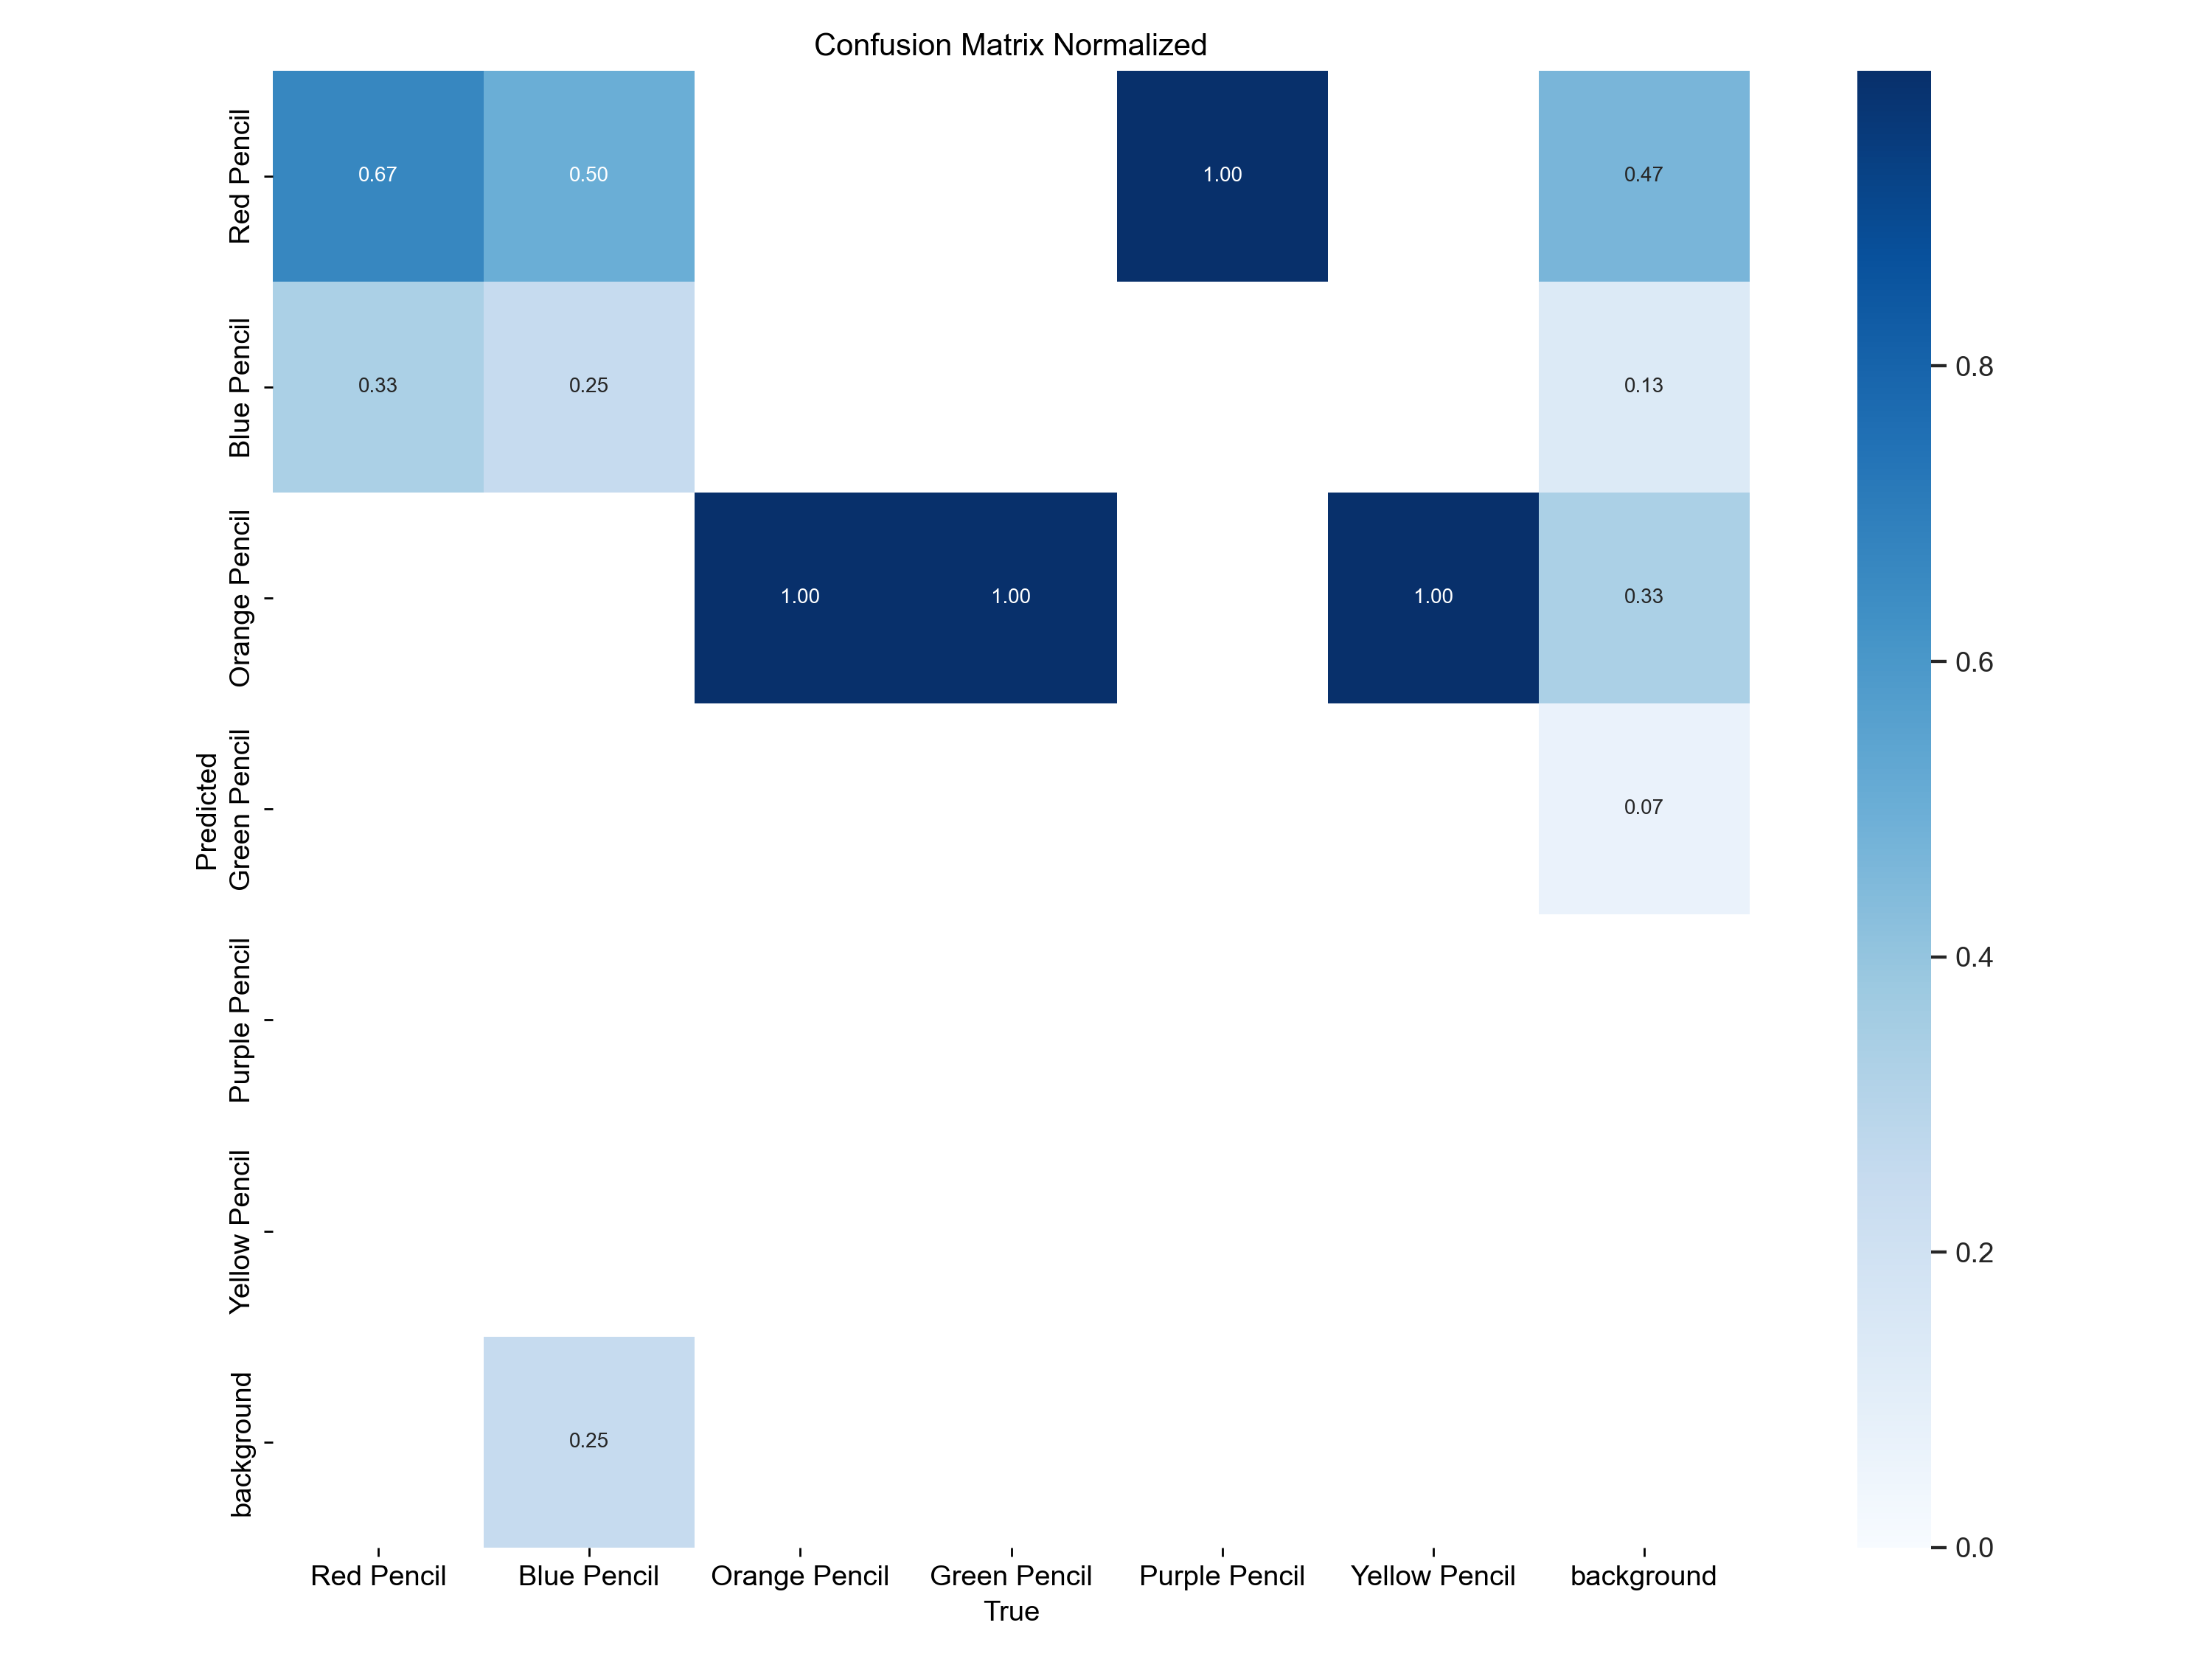 Confusion Matrix Normalized
Red Pencil
0.67 0.50 1.00 0.47
Blue Pencil
0.33 0.25 0.13
Orange Pencil
1.00 1.00 1.00 0.33
Green Pencil
0.07
Purple Pencil
Yellow Pencil
background
0.25
Predicted
Red Pencil Blue Pencil Orange Pencil Green Pencil Purple Pencil Yellow Pencil background
True
0.8
0.6
0.4
0.2
0.0